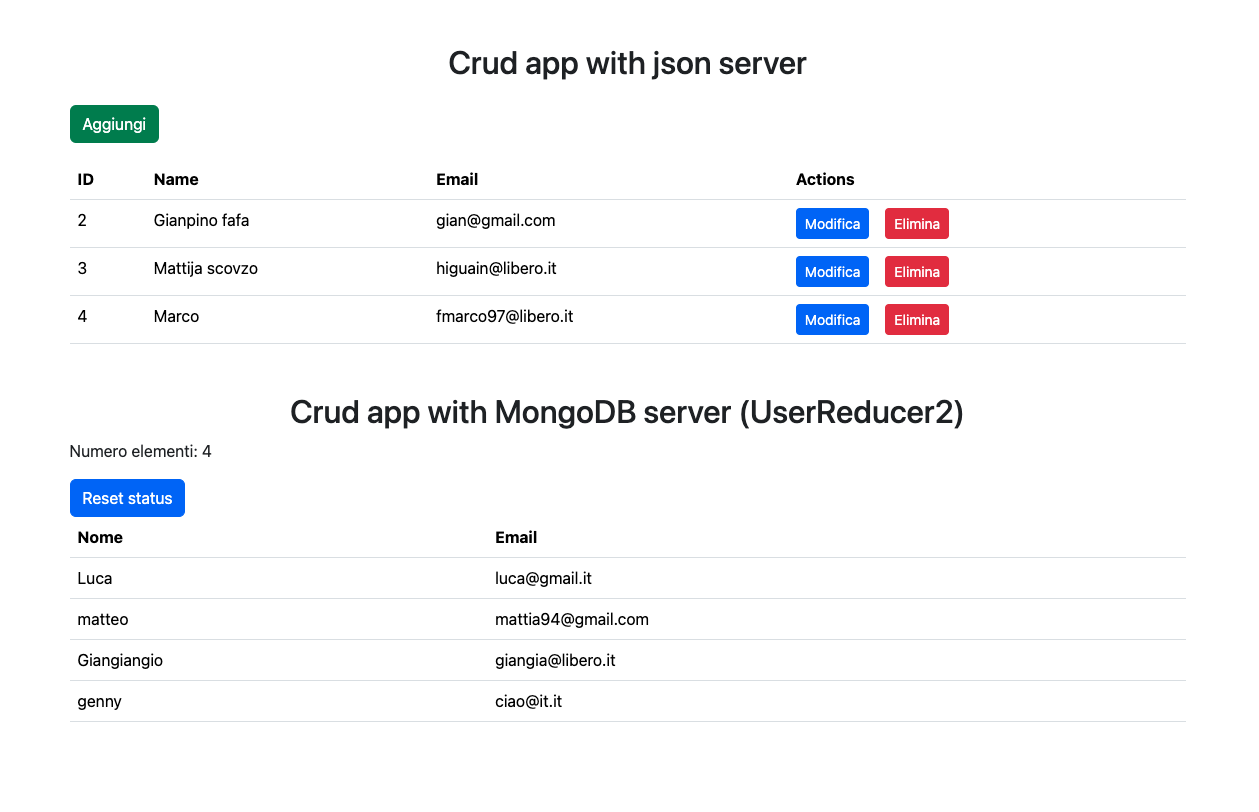 Crud app with json server
Aggiungi
ID Name Email Actions
2 Gianpino fafa gian@gmail.com Modifica Elimina
3 Mattija scovzo higuain@libero.it Modifica Elimina
4 Marco fmarco97@libero.it Modifica Elimina
Crud app with MongoDB server (UserReducer2)
Numero elementi: 4
Reset status
Nome Email
Luca luca@gmail.it
matteo mattia94@gmail.com
Giangiangio giangia@libero.it
genny ciao@it.it